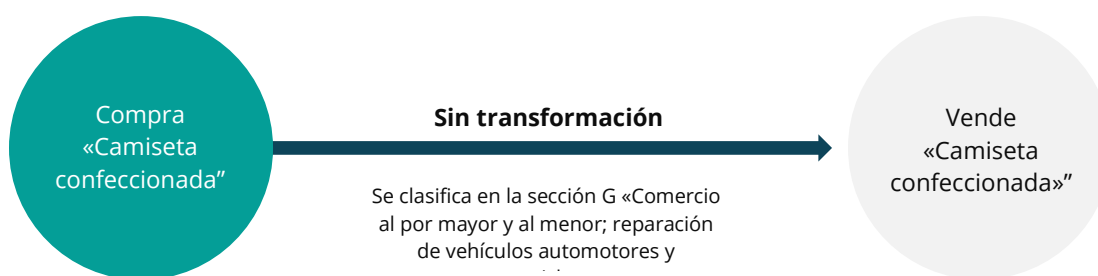 Compra
«Camiseta
confeccionada”
Sin transformación
Se clasifica en la sección G «Comercio
al por mayor y al menor; reparación
de vehículos automotores y
Vende
«Camiseta
confeccionada»”